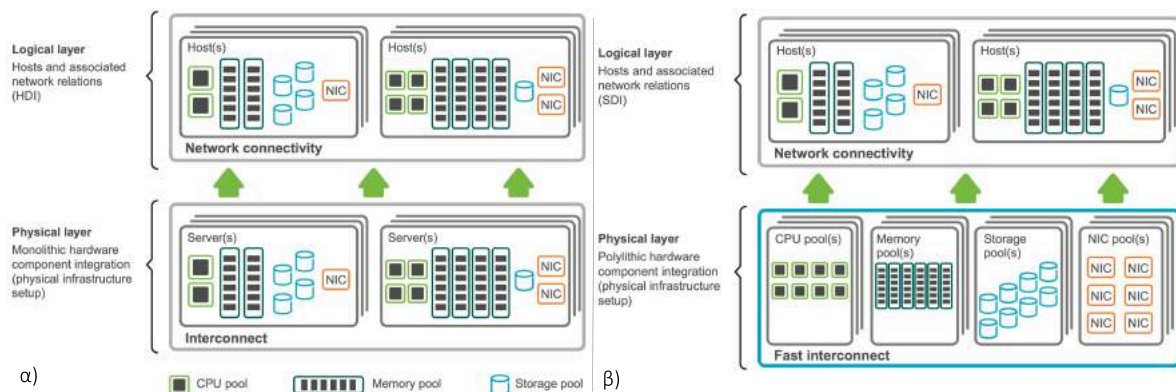 Logical layer
Hosts and associated
network relations
(HDI)
Host(s)
NIC
Host(s)
NIC
NIC
Network connectivity
Physical layer
Monolithic hardware
component integration
(physical infrastructure
setup)
Server(s)
NIC
Server(s)
NIC
NIC
Interconnect
α)
CPU pool
Memory pool
Storage pool
Logical layer
Hosts and associated
network relations
(SDI)
Host(s)
NIC
Host(s)
NIC
NIC
Network connectivity
Physical layer
Polylithic hardware
component integration
(physical infrastructure
setup)
CPU pool(s)
Memory
pool(s)
Storage
pool(s)
NIC pool(s)
NIC NIC
NIC NIC
NIC NIC
Fast interconnect
β)